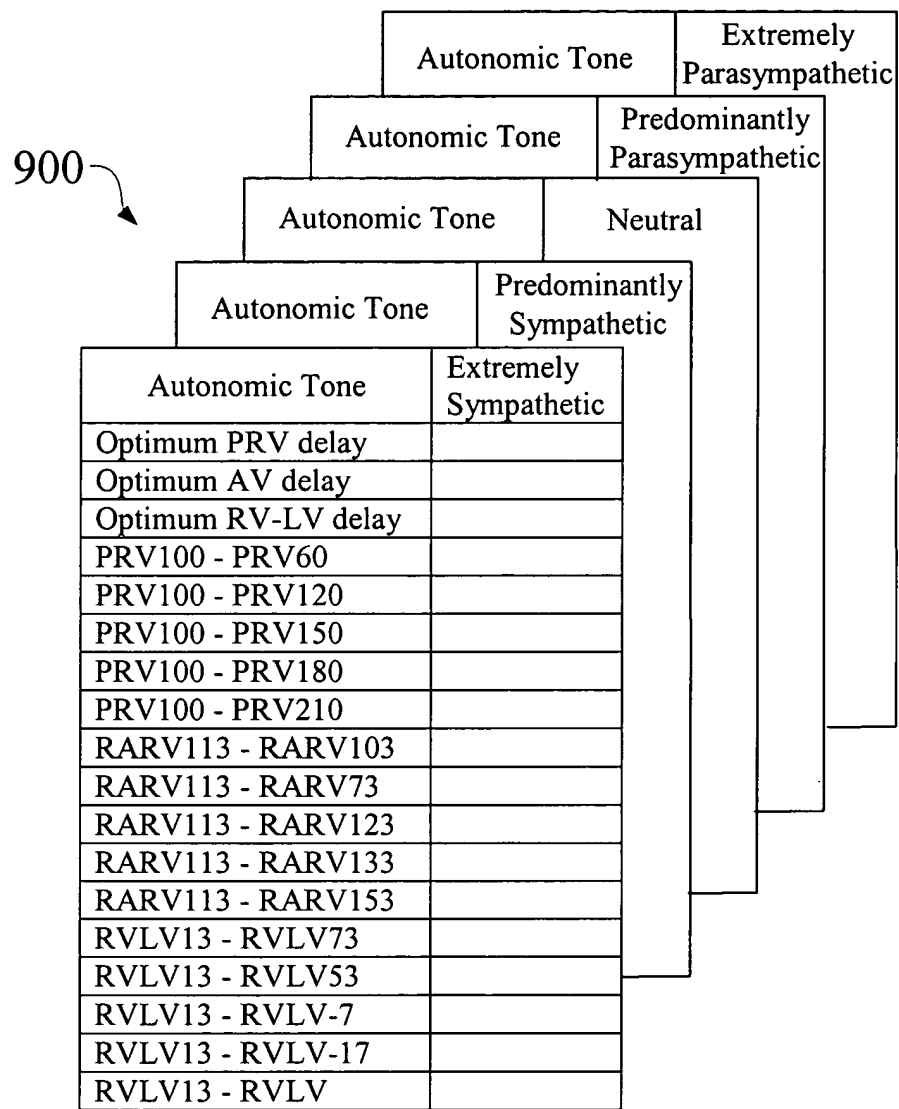 Autonomic Tone Extremely
Parasympathetic
Autonomic Tone Predominantly
Parasympathetic
900
Autonomic Tone Neutral
Autonomic Tone Predominantly
Sympathetic
Autonomic Tone Extremely
Sympathetic
Optimum PRV delay
Optimum AV delay
Optimum RV-LV delay
PRV100 - PRV60
PRV100 - PRV120
PRV100 - PRV150
PRV100 - PRV180
PRV100 - PRV210
RARV113 - RARV103
RARV113 - RARV73
RARV113 - RARV123
RARV113 - RARV133
RARV113 - RARV153
RVLV13 - RVLV73
RVLV13 - RVLV53
RVLV13 - RVLV-7
RVLV13 - RVLV-17
RVLV13 - RVLV